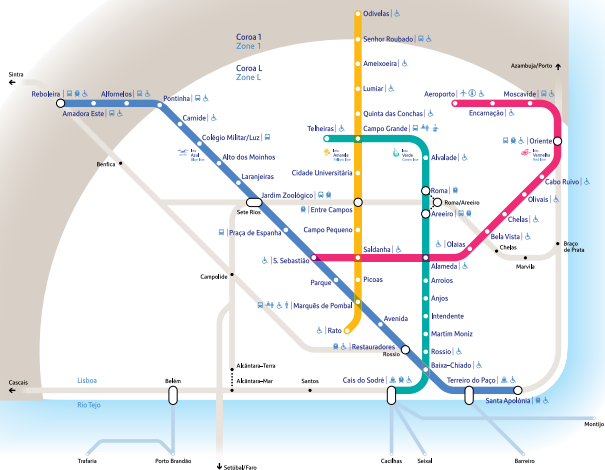 Odivelas
Coroa 1
Zone 1
Senhor Roubado
Coroa L
Zone L
Ameixoeira
Azambuja/Porto
Sintra
Reboleira
Alfornelos
Pontinha
Lumiar
Aeroporto
Moscavide
Amadora Este
Carnide
Quinta das Conchas
Encarnação
Colégio Militar/Luz
Telheiras
Campo Grande
Oriente
Alto dos Moinhos
Alvalade
Benfica
Laranjeiras
Cidade Universitária
Cabo Ruivo
Jardim Zoológico
Roma
Olivais
Sete Rios
Entre Campos
Roma/Areeiro
Areeiro
Chelas
Praça de Espanha
Campo Pequeno
Bela Vista
Saldanha
Olaias
Chelas
Braço
de Prata
S. Sebastião
Alameda
Marvila
Campolide
Parque
Picoas
Arroios
Marquês de Pombal
Anjos
Avenida
Intendente
Rato
Martim Moniz
Restauradores
Rossio
Rossio
Baixa-Chiado
Alcântara-Terra
Cascais
Lisboa
Belém
Alcântara-Mar
Santos
Cais do Sodré
Terreiro do Paço
Santa Apolónia
Rio Tejo
Montijo
Trafaria
Porto Brandão
Setúbal/Faro
Cacilhas
Seixal
Barreiro